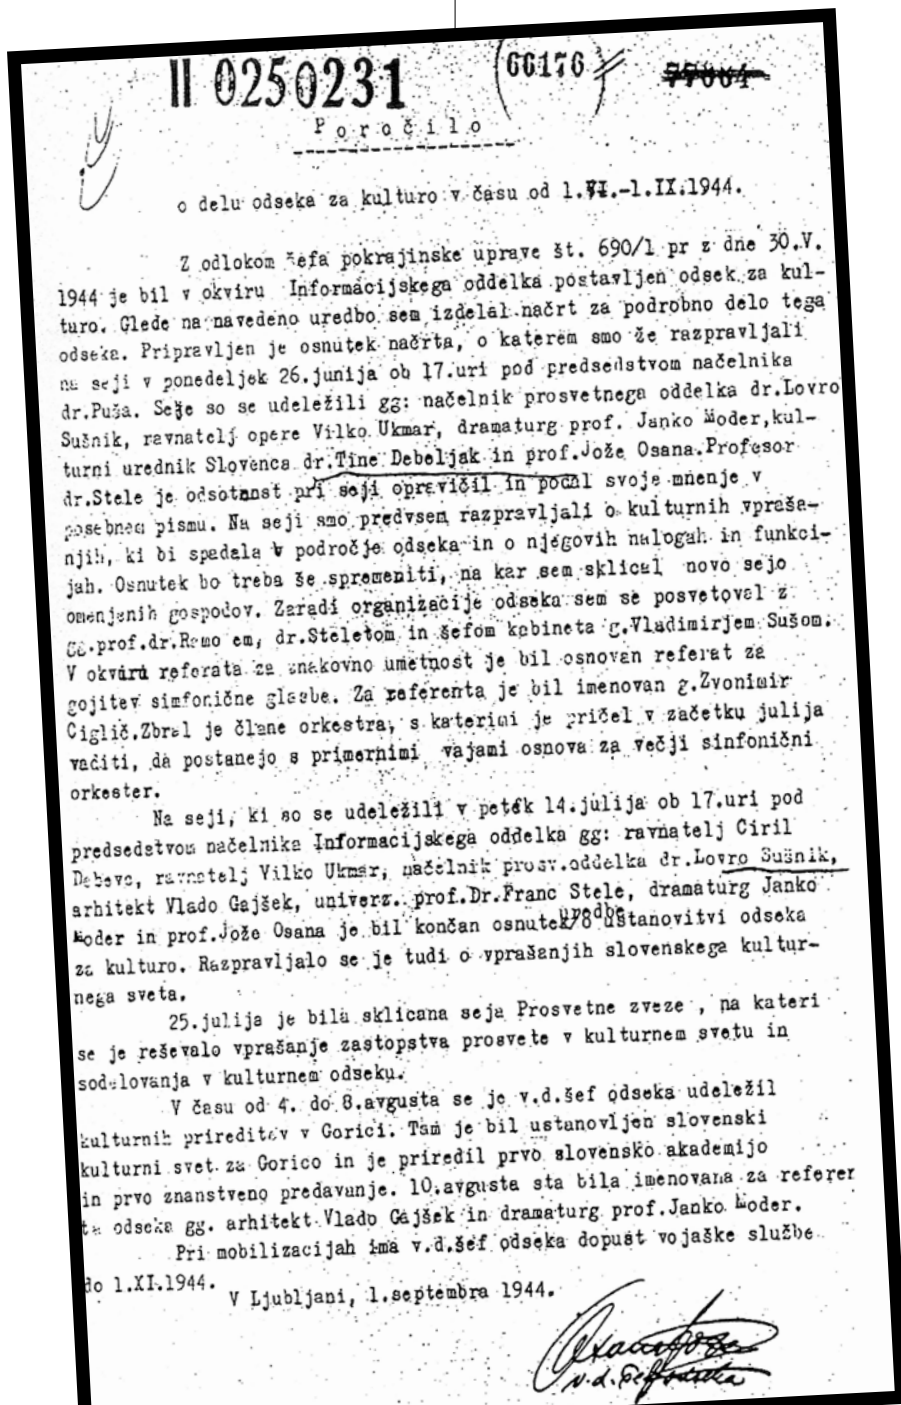 II 0250231 66176 77004
Poročilo
o delu odseka za kulturo v času od 1.VI.-1.IX.1944.
Z odlokom šefa pokrajinske uprave št. 690/1 pr z dne 30.V.
1944 je bil v okviru Informacijskega oddelka postavljen odsek za kul-
turo. Glede na navedeno uredbo sem izdelal načrt za podrobno delo tega
odseka. Pripravljen je osnutek načrta, o katerem smo že razpravljali
na seji v ponedeljek 26.junija ob 17.uri pod predsedstvom načelnika
dr.Puša. Seje so se udeležili gg: načelnik prosvetnega oddelka dr.Lovro
Sušnik, ravnatelj opere Vilko Ukmar, dramaturg prof. Janko Moder,kul-
turni urednik Slovenca dr.Tine Debeljak in prof.Jože Osana.Profesor
dr.Stele je odsotnost pri seji opravičil in podal svoje mnenje v
posebnem pismu. Na seji smo predvsem razpravljali o kulturnih vpraša-
njih, ki bi spadala v področje odseka in o njegovih nalogah in funkci-
jah. Osnutek bo treba še spremeniti, na kar sem sklical novo sejo
omenjenih gospodov. Zaradi organizacije odseka sem se posvetoval z
gg.prof.dr.Ramo em, dr.Steletom in šefom kabineta g.Vladimirjem Sušom.
V okviru referata za znakovno umetnost je bil osnovan referat za
gojitev simfonične glasbe. Za referenta je bil imenovan g.Zvonimir
Ciglič.Zbral je člane orkestra, s katerimi je pričel v začetku julija
vaditi, da postanejo s primernimi vajami osnova za večji sinfonični
orkester.
Na seji, ki so se udeležili v petek 14.julija ob 17.uri pod
predsedstvom načelnika Informacijskega oddelka gg: ravnatelj Ciril
Debevc, ravnatelj Vilko Ukmar, načelnik prosv.oddelka dr.Lovro Sušnik,
arhitekt Vlado Gajšek, univerz. prof.Dr.Franc Stele, dramaturg Janko
Moder in prof.Jože Osana je bil končan osnutek/uredbe o ustanovitvi odseka
za kulturo. Razpravljalo se je tudi o vprašanjih slovenskega kultur-
nega sveta.
25.julija je bila sklicana seja Prosvetne zveze , na kateri
se je reševalo vprašanje zastopstva prosvete v kulturnem svetu in
sodelovanja v kulturnem odseku.
V času od 4. do 8.avgusta se je v.d.šef odseka udeležil
kulturnih prireditev v Gorici. Tam je bil ustanovljen slovenski
kulturni svet za Gorico in je priredil prvo slovensko akademijo
in prvo znanstveno predavanje. 10.avgusta sta bila imenovana za referen
ta odseka gg. arhitekt Vlado Gajšek in dramaturg prof.Janko Moder.
Pri mobilizacijah ima v.d.šef odseka dopust vojaške službe
do 1.XI.1944.
V Ljubljani, 1.septembra 1944.
Osana Jože
v.d. šef odseka